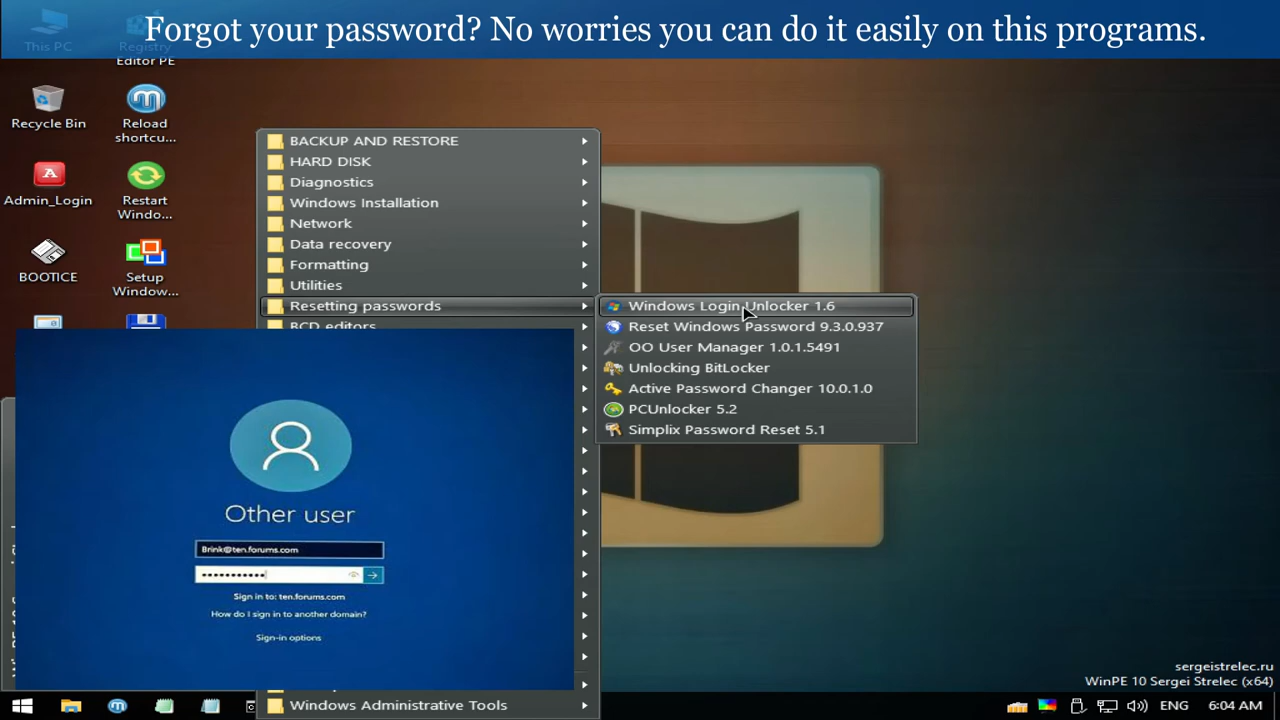 Forgot your password? No worries you can do it easily on this programs.
This PC
Registry
Editor PE
Recycle Bin
Reload
shortcu...
Admin_Login
Restart
Windo...
BOOTICE
Setup
Window...
BACKUP AND RESTORE
HARD DISK
Diagnostics
Windows Installation
Network
Data recovery
Formatting
Utilities
Resetting passwords
BCD editors
Windows Login Unlocker 1.6
Reset Windows Password 9.3.0.937
OO User Manager 1.0.1.5491
Unlocking BitLocker
Active Password Changer 10.0.1.0
PCUnlocker 5.2
Simplix Password Reset 5.1
Other user
Brink@ten.forums.com
Sign in to: ten.forums.com
How do I sign in to another domain?
Sign-in options
Windows Administrative Tools
sergeistrelec.ru
WinPE 10 Sergei Strelec (x64)
ENG
6:04 AM